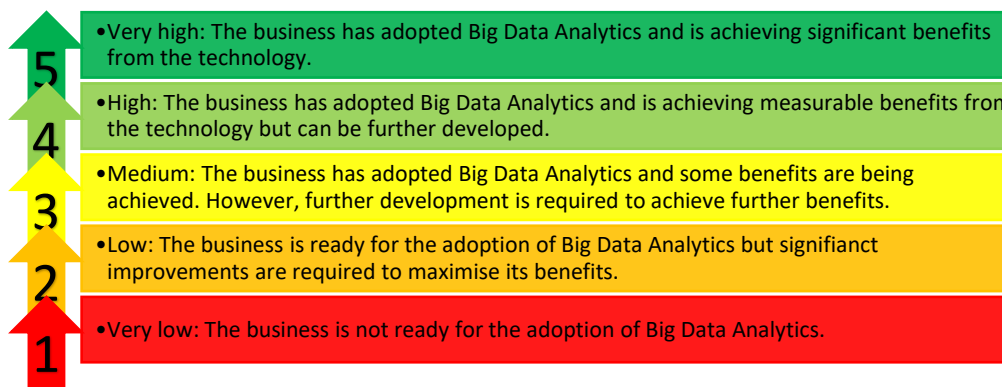 5
•Very high: The business has adopted Big Data Analytics and is achieving significant benefits
from the technology.
4
•High: The business has adopted Big Data Analytics and is achieving measurable benefits from
the technology but can be further developed.
3
•Medium: The business has adopted Big Data Analytics and some benefits are being
achieved. However, further development is required to achieve further benefits.
2
•Low: The business is ready for the adoption of Big Data Analytics but signifianct
improvements are required to maximise its benefits.
1
•Very low: The business is not ready for the adoption of Big Data Analytics.